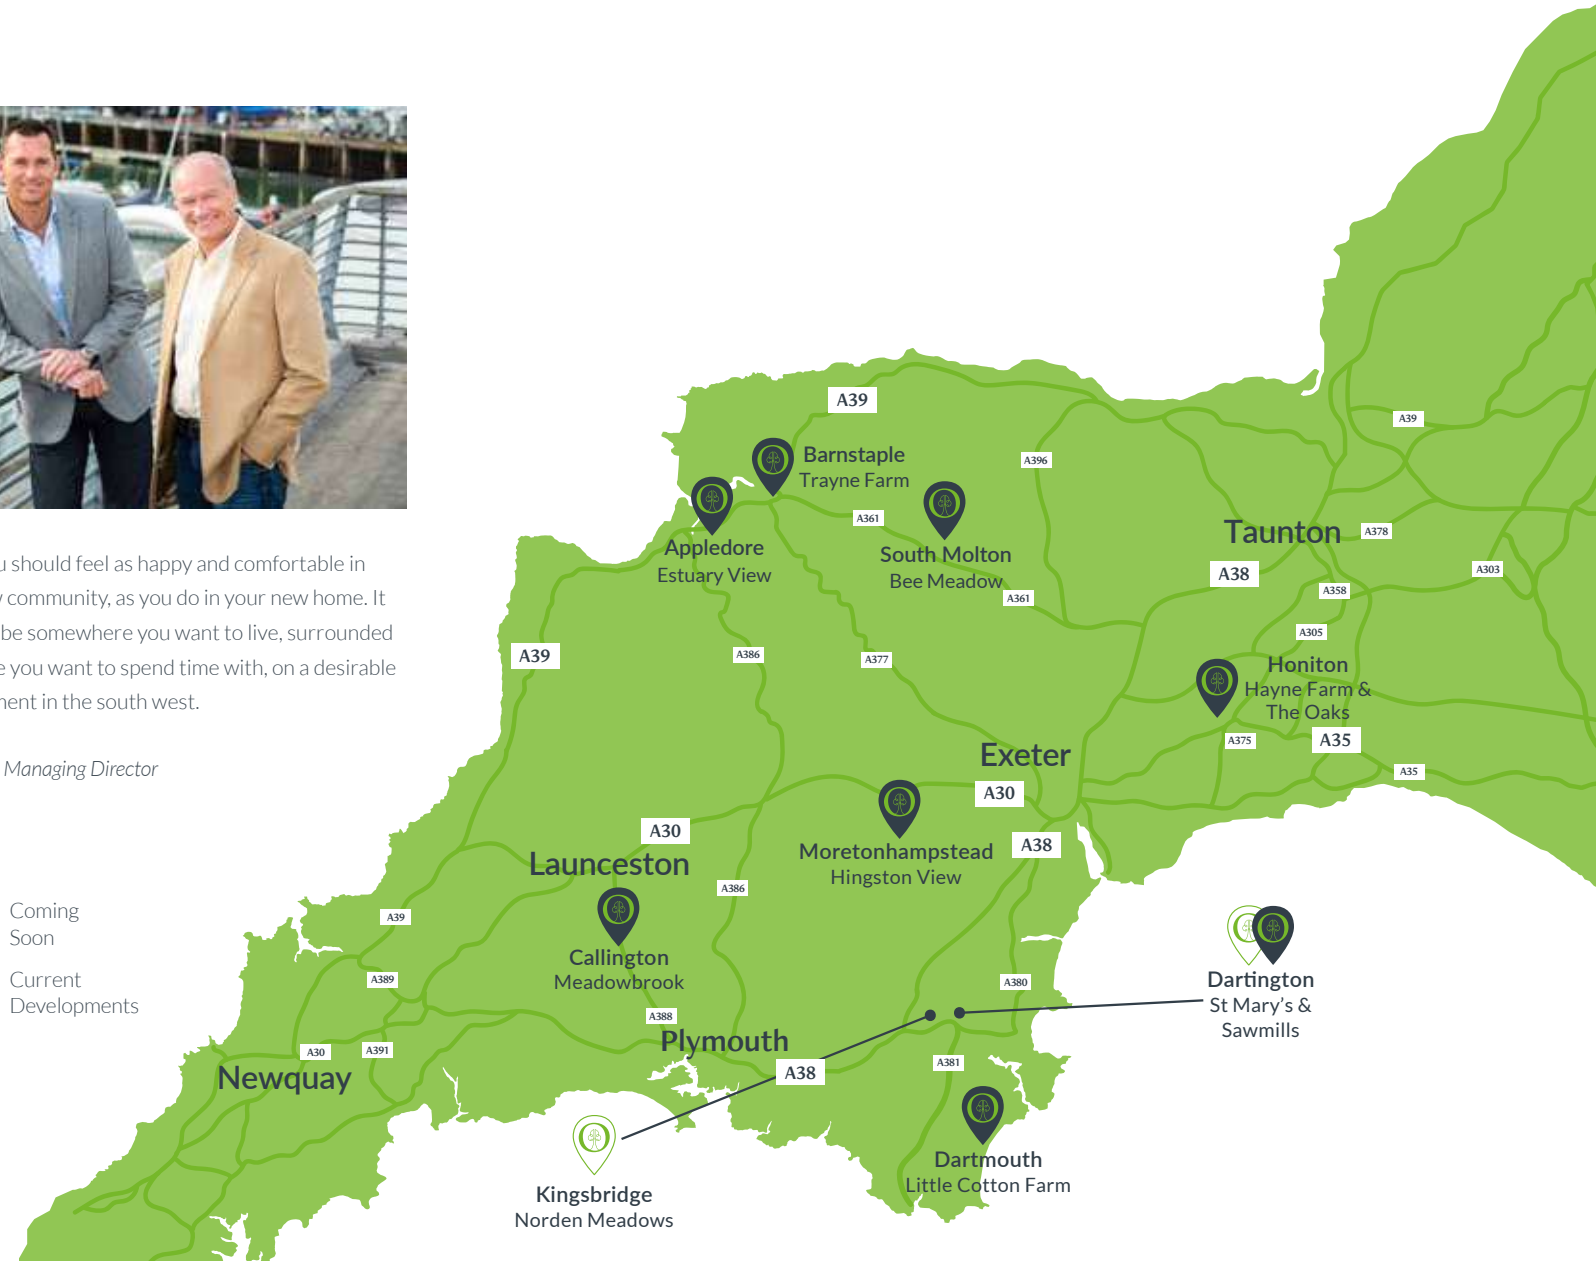 u should feel as happy and comfortable in
community, as you do in your new home. It
be somewhere you want to live, surrounded
you want to spend time with, on a desirable
in the south west.
Managing Director
Coming
Soon
Current
Developments
A39
A39
Barnstaple
Trayne Farm
A396
A361
Appledore
Estuary View
South Molton
Bee Meadow
A361
Taunton
A378
A38
A358
A303
A305
A39
A386
A377
Honiton
Hayne Farm &
The Oaks
A375
A35
A35
Exeter
A30
A38
Moretonhampstead
Hingston View
A30
Launceston
A386
Callington
Meadowbrook
A39
A389
A388
Plymouth
A38
A30
A391
Newquay
A380
A381
Dartington
St Mary's &
Sawmills
Dartmouth
Little Cotton Farm
Kingsbridge
Norden Meadows